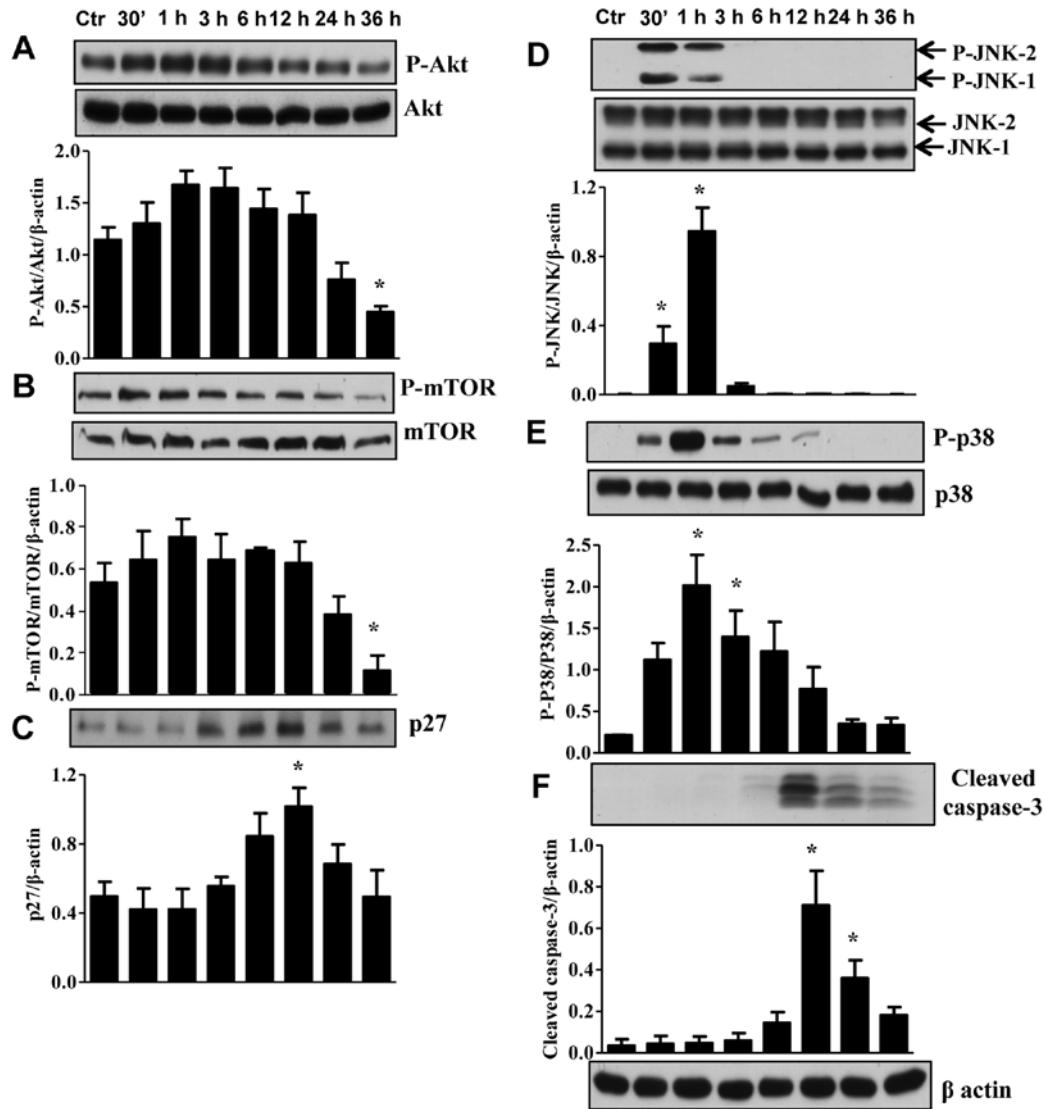 Ctr 30' 1 h 3 h 6 h 12 h 24 h 36 h
A
P-Akt
Akt
2.0
1.5
1.0
0.5
0.0
P-Akt/Akt/β-actin
*
B
P-mTOR
mTOR
1.0
0.8
0.6
0.4
0.2
0.0
P-mTOR/mTOR/β-actin
*
C
p27
1.2
0.8
0.4
0.0
p27/β-actin
*
Ctr 30' 1 h 3 h 6 h 12 h 24 h 36 h
D
P-JNK-2
P-JNK-1
JNK-2
JNK-1
1.2
0.8
0.4
0.0
P-JNK/JNK/β-actin
*
*
E
P-p38
p38
2.5
2.0
1.5
1.0
0.5
0.0
P-P38/P38/β-actin
*
*
F
Cleaved
caspase-3
1.0
0.8
0.6
0.4
0.2
0.0
Cleaved caspase-3/β-actin
*
*
β actin